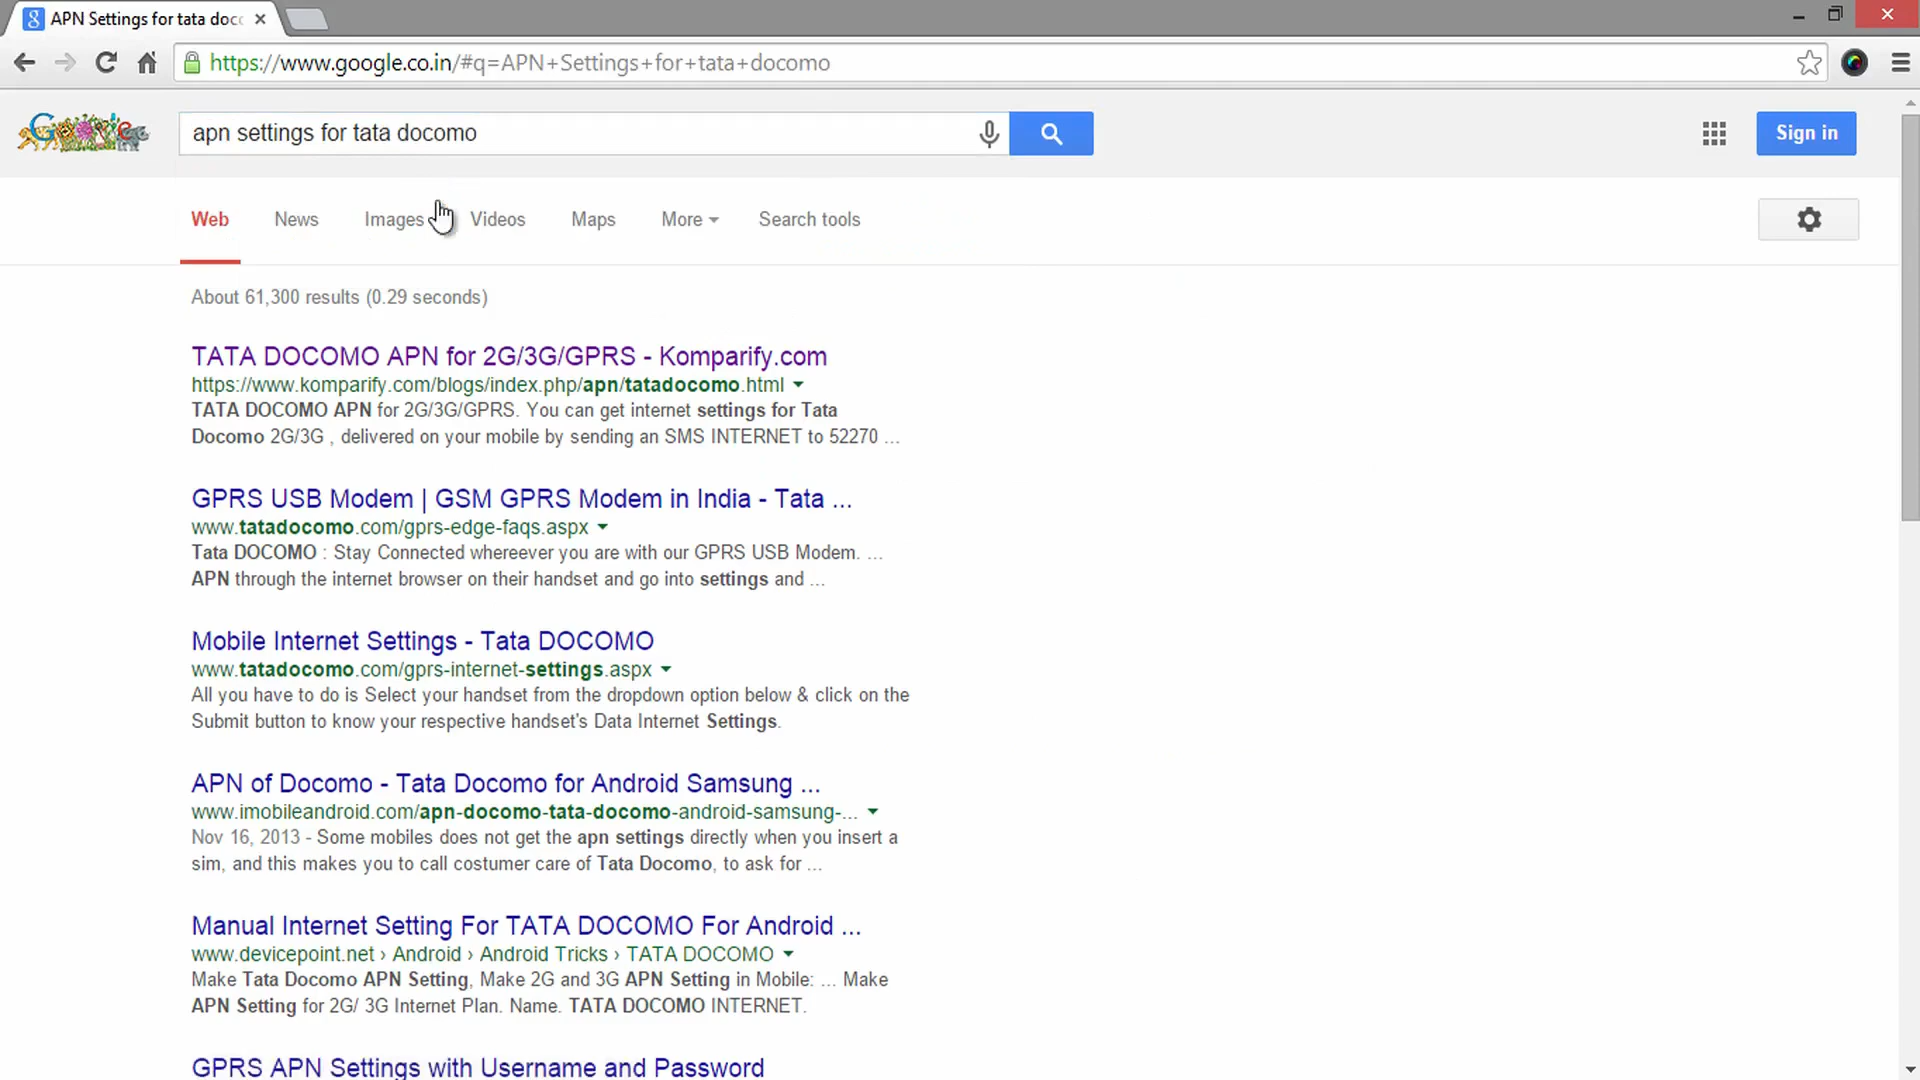 APN Settings for tata doc
https://www.google.co.in/#q=APN+Settings+for+tata+docomo
Google
apn settings for tata docomo
Sign in
Web News Images Videos Maps More Search tools
About 61,300 results (0.29 seconds)
TATA DOCOMO APN for 2G/3G/GPRS - Komparify.com
https://www.komparify.com/blogs/index.php/apn/tatadocomo.html
TATA DOCOMO APN for 2G/3G/GPRS. You can get internet settings for Tata
Docomo 2G/3G , delivered on your mobile by sending an SMS INTERNET to 52270 ...
GPRS USB Modem | GSM GPRS Modem in India - Tata ...
www.tatadocomo.com/gprs-edge-faqs.aspx
Tata DOCOMO : Stay Connected whereever you are with our GPRS USB Modem. ...
APN through the internet browser on their handset and go into settings and ...
Mobile Internet Settings - Tata DOCOMO
www.tatadocomo.com/gprs-internet-settings.aspx
All you have to do is Select your handset from the dropdown option below & click on the
Submit button to know your respective handset's Data Internet Settings.
APN of Docomo - Tata Docomo for Android Samsung ...
www.imobileandroid.com/apn-docomo-tata-docomo-android-samsung-...
Nov 16, 2013 - Some mobiles does not get the apn settings directly when you insert a
sim, and this makes you to call costumer care of Tata Docomo, to ask for ...
Manual Internet Setting For TATA DOCOMO For Android ...
www.devicepoint.net › Android › Android Tricks › TATA DOCOMO
Make Tata Docomo APN Setting, Make 2G and 3G APN Setting in Mobile: ... Make
APN Setting for 2G/ 3G Internet Plan. Name. TATA DOCOMO INTERNET.
GPRS APN Settings with Username and Password